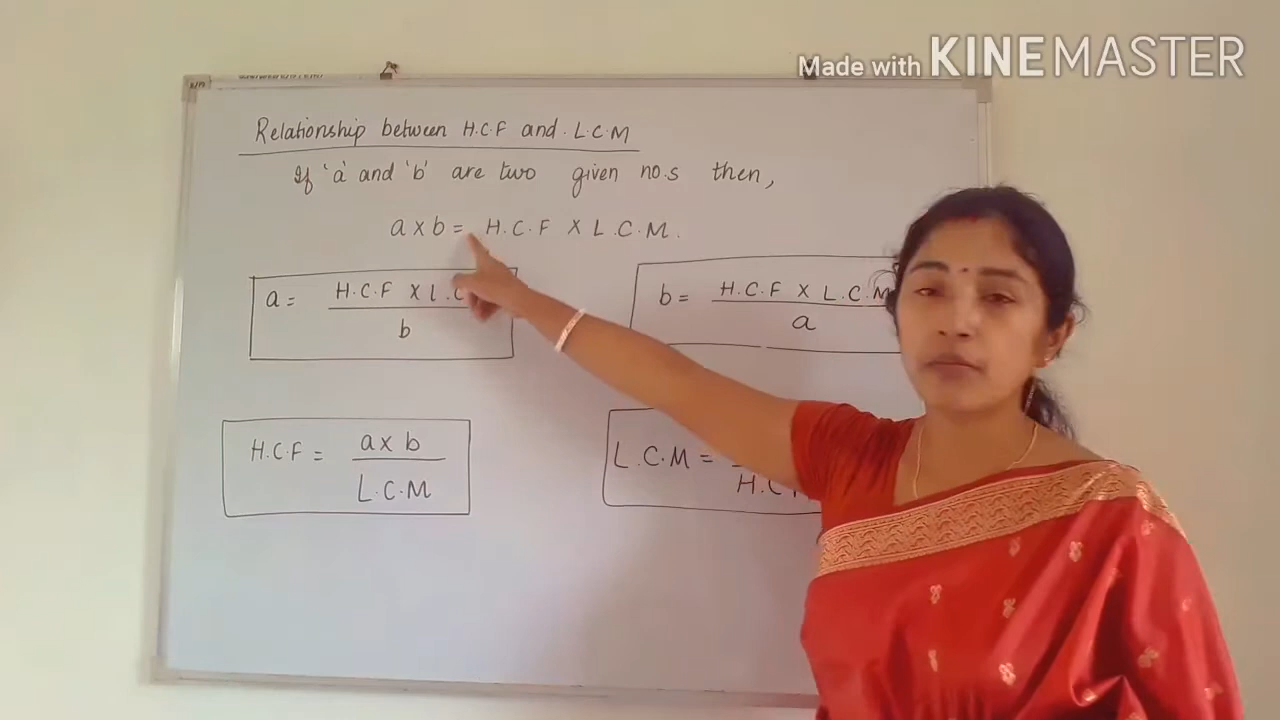 Made with KINEMASTER
Relationship between H.C.F and L.C.M
If 'a' and 'b' are two given no.s then,
a x b = H.C.F X L.C.M.
a = H.C.F X L.C
b
b = H.C.F X L.C.M
a
H.C.F = a x b
L.C.M
L.C.M =
H.C.F